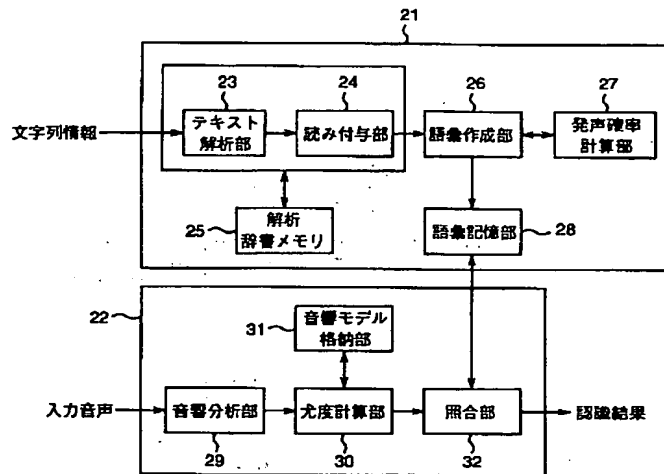 21
23
24
26
27
文字列情報
テキスト
解析部
読み付与部
語彙作成部
発声確率
計算部
25
解析
辞書メモリ
語彙記憶部
28
22
31
音響モデル
格納部
入力音声
音響分析部
尤度計算部
照合部
認識結果
29
30
32